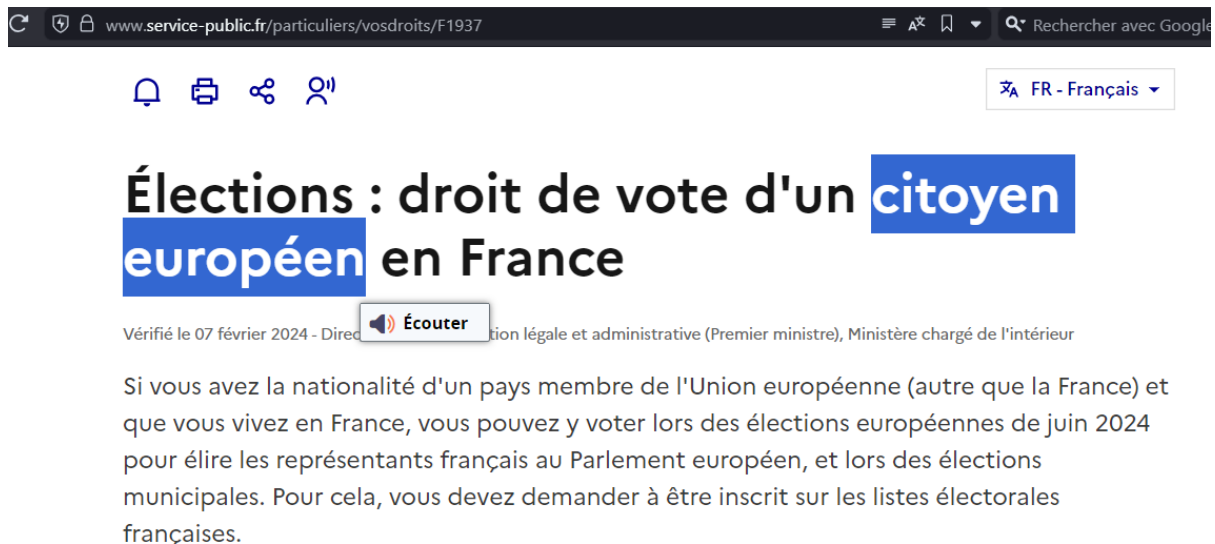 www.service-public.fr/particuliers/vosdroits/F1937
Rechercher avec Google
FR - Français
Élections : droit de vote d'un citoyen
européen en France
Écouter
Vérifié le 07 février 2024 - Direc tion légale et administrative (Premier ministre), Ministère chargé de l'intérieur
Si vous avez la nationalité d'un pays membre de l'Union européenne (autre que la France) et
que vous vivez en France, vous pouvez y voter lors des élections européennes de juin 2024
pour élire les représentants français au Parlement européen, et lors des élections
municipales. Pour cela, vous devez demander à être inscrit sur les listes électorales
françaises.